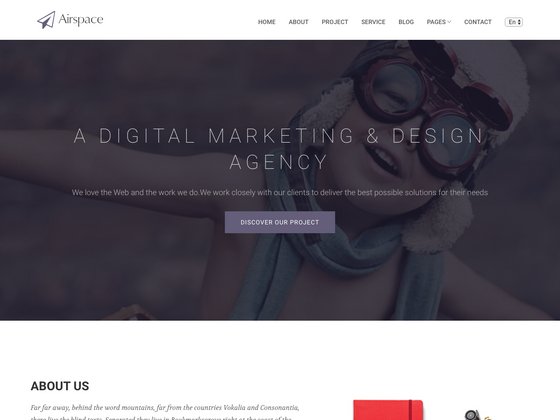 Airspace
HOME ABOUT PROJECT SERVICE BLOG PAGES CONTACT En
A DIGITAL MARKETING & DESIGN
AGENCY
We love the Web and the work we do.We work closely with our clients to deliver the best possible solutions for their needs
DISCOVER OUR PROJECT
ABOUT US
Far far away, behind the word mountains, far from the countries Vokalia and Consonantia,
there live the blind texts. Separated they live in Bookmarksgrove right at the coast of the